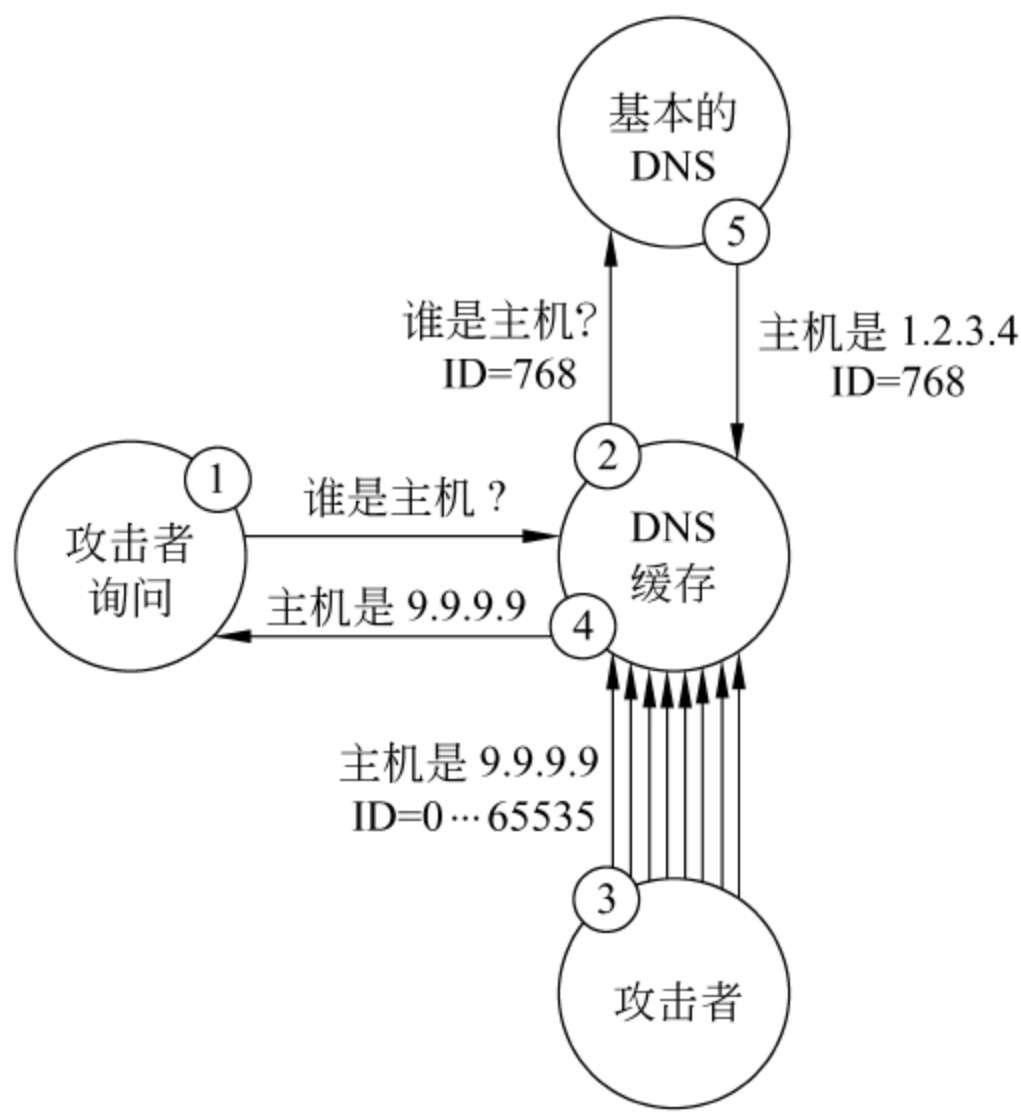 基本的
DNS
5
谁是主机?
ID=768
主机是 1.2.3.4
ID=768
1
2
谁是主机?
攻击者
询问
DNS
缓存
主机是 9.9.9.9
4
主机是 9.9.9.9
ID=0…65535
3
攻击者